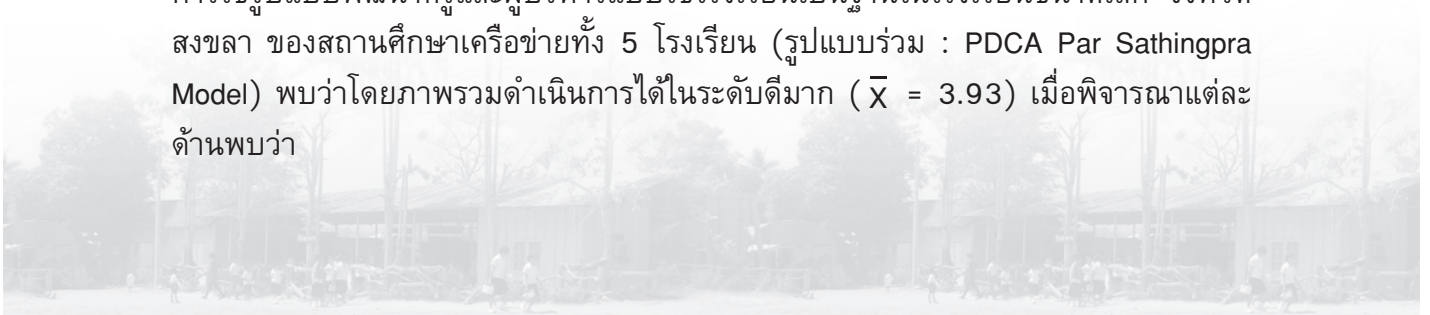 สงขลา ของสถานศึกษาเครือข่ายทั้ง 5 โรงเรียน (รูปแบบร่วม : PDCA Par Sathingpra
Model) พบว่าโดยภาพรวมดำเนินการได้ในระดับดีมาก ( x̄ = 3.93) เมื่อพิจารณาแต่ละ
ด้านพบว่า